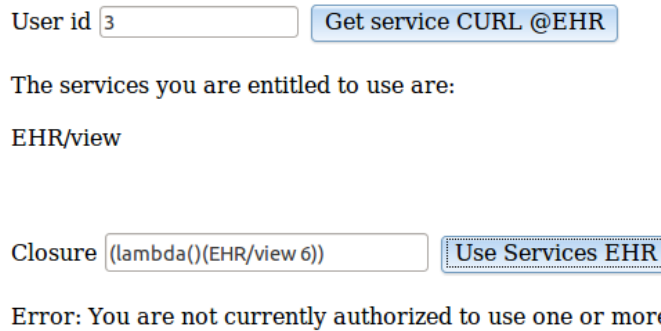 User id 3 Get service CURL @EHR
The services you are entitled to use are:
EHR/view
Closure (lambda()(EHR/view 6)) Use Services EHR
Error: You are not currently authorized to use one or more